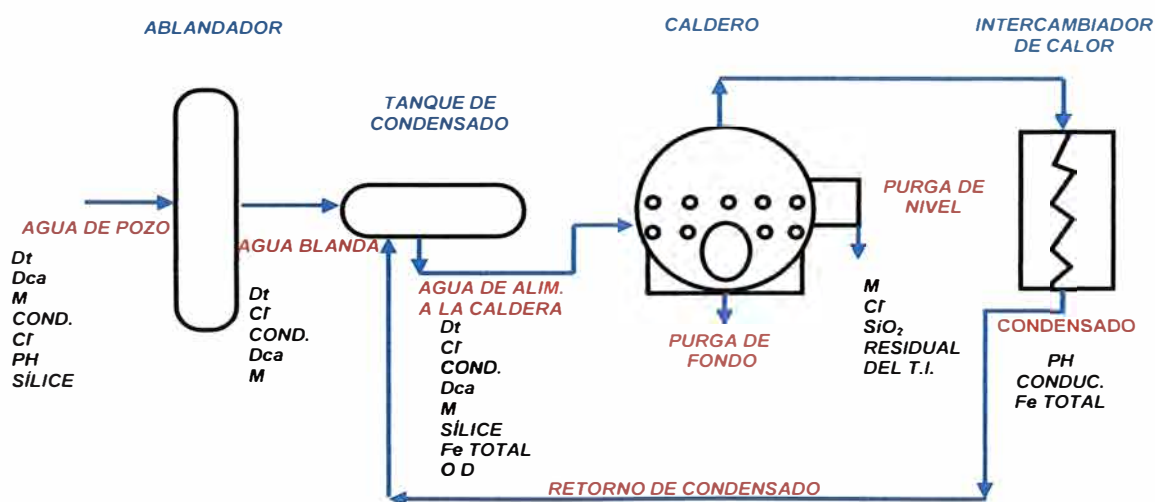 ABLANDADOR
CALDERO
INTERCAMBIADOR
DE CALOR
TANQUE DE
CONDENSADO
AGUA DE POZO
Dt
Dca
M
COND.
Cl⁻
PH
SÍLICE
AGUA BLANDA
Dt
Cl⁻
COND.
Dca
M
AGUA DE ALIM.
A LA CALDERA
Dt
Cl⁻
COND.
Dca
M
SÍLICE
Fe TOTAL
O D
PURGA DE
FONDO
PURGA DE
NIVEL
M
Cl⁻
SiO₂
RESIDUAL
DEL T.I.
CONDENSADO
PH
CONDUC.
Fe TOTAL
RETORNO DE CONDENSADO